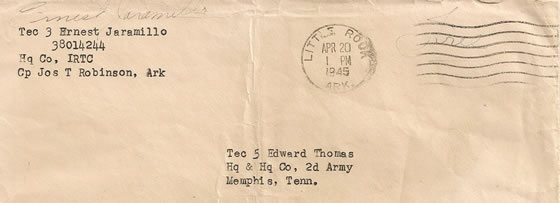 Ernest Jaramillo
Tec 3 Ernest Jaramillo
38014244
Hq Co, IRTC
Cp Jos T Robinson, Ark
LITTLE ROCK
APR 20
1 PM
1945
ARK.
Free
Tec 5 Edward Thomas
Hq & Hq Co, 2d Army
Memphis, Tenn.